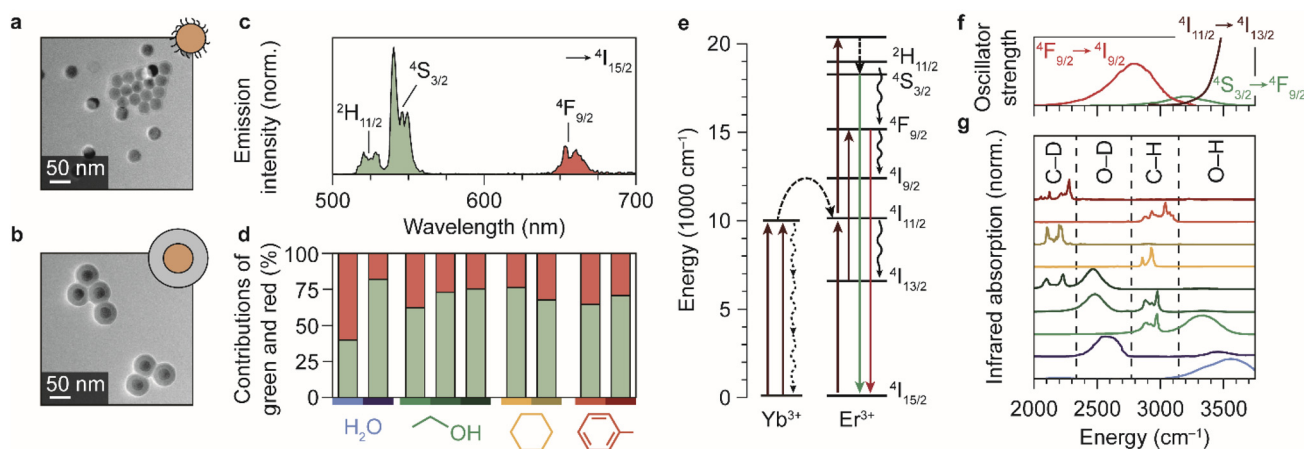 a
50 nm
b
50 nm
c
Emission
intensity (norm.)
²H₁₁/₂
⁴S₃/₂
→⁴I₁₅/₂
⁴F₉/₂
500
600
700
Wavelength (nm)
d
Contributions of
green and red (%)
100
75
50
25
0
H₂O
OH
e
Energy (1000 cm⁻¹)
20
15
10
5
0
²H₁₁/₂
⁴S₃/₂
⁴F₉/₂
⁴I₉/₂
⁴I₁₁/₂
⁴I₁₃/₂
⁴I₁₅/₂
Yb³⁺
Er³⁺
f
Oscillator
strength
⁴F₉/₂→⁴I₉/₂
⁴I₁₁/₂→⁴I₁₃/₂
⁴S₃/₂→⁴F₉/₂
g
Infrared absorption (norm.)
C–D
O–D
C–H
O–H
2000
2500
3000
3500
Energy (cm⁻¹)